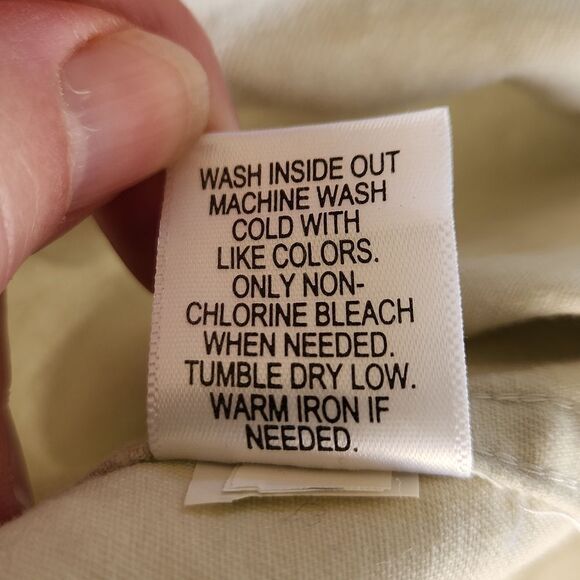 WASH INSIDE OUT
MACHINE WASH
COLD WITH
LIKE COLORS.
ONLY NON-
CHLORINE BLEACH
WHEN NEEDED.
TUMBLE DRY LOW.
WARM IRON IF
NEEDED.